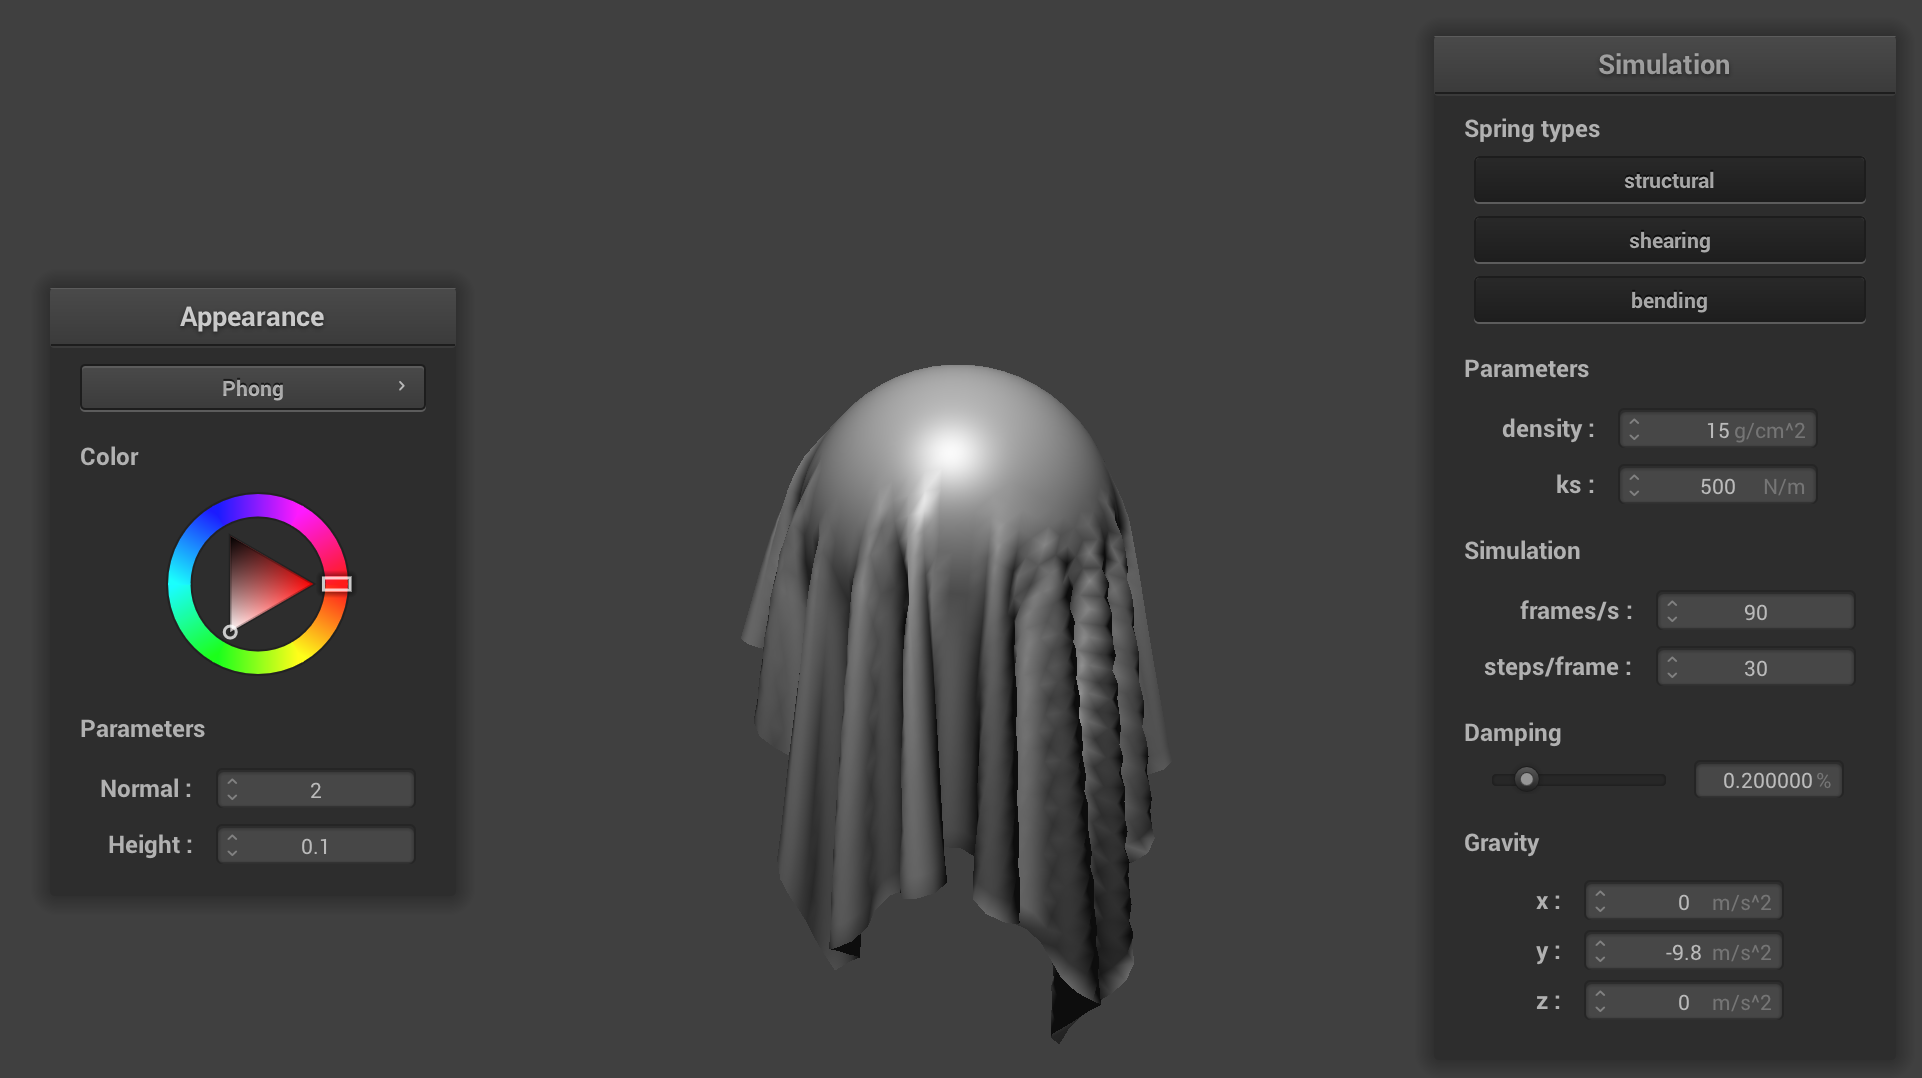 Appearance
Phong
Color
Parameters
Normal : 2
Height : 0.1
Simulation
Spring types
structural
shearing
bending
Parameters
density : 15 g/cm^2
ks : 500 N/m
Simulation
frames/s : 90
steps/frame : 30
Damping
0.200000 %
Gravity
x : 0 m/s^2
y : -9.8 m/s^2
z : 0 m/s^2